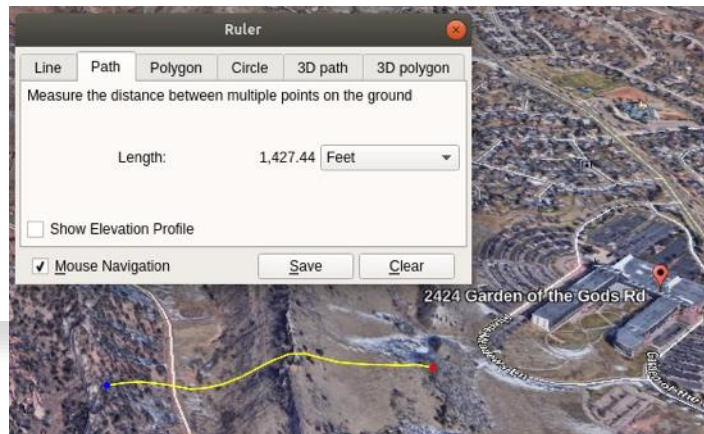 Ruler
Line Path Polygon Circle 3D path 3D polygon
Measure the distance between multiple points on the ground
Length: 1,427.44 Feet
Show Elevation Profile
Mouse Navigation Save Clear
2424 Garden of the Gods Rd